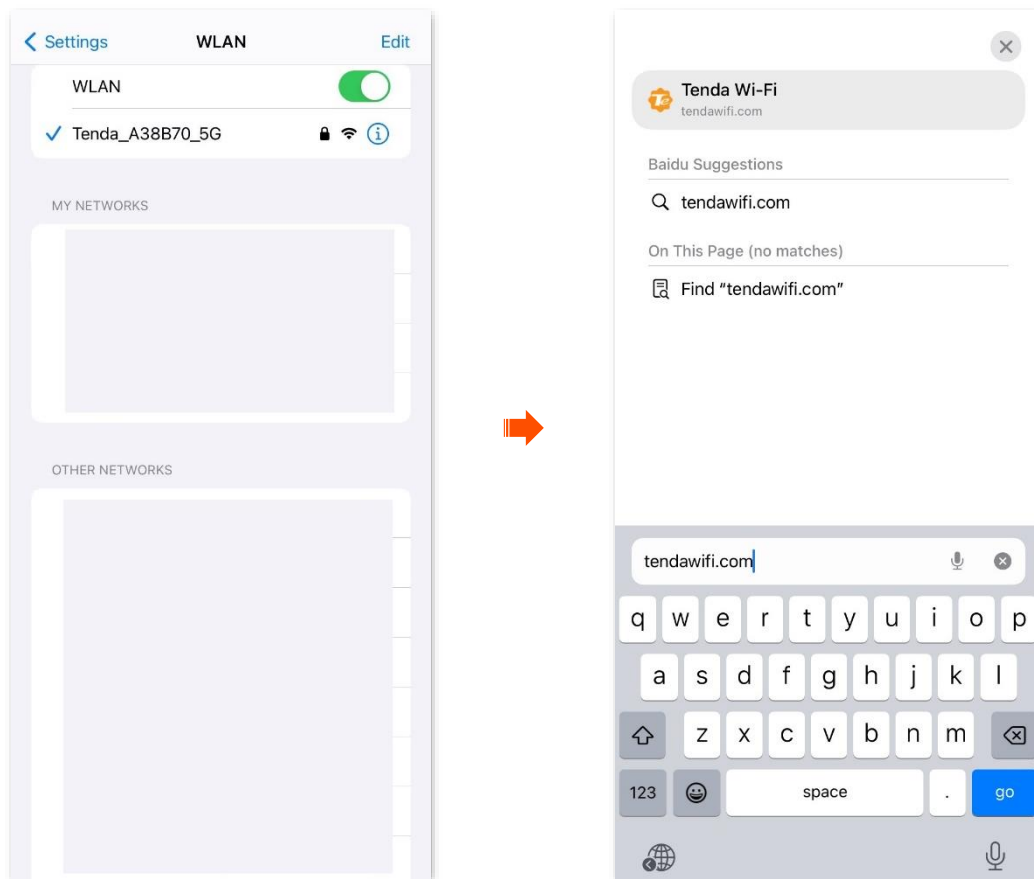 Settings WLAN Edit
WLAN
Tenda_A38B70_5G
MY NETWORKS
OTHER NETWORKS
Tenda Wi-Fi
tendawifi.com
Baidu Suggestions
tendawifi.com
On This Page (no matches)
Find “tendawifi.com”
tendawifi.com
q w e r t y u i o p
a s d f g h j k l
z x c v b n m
123 space . go